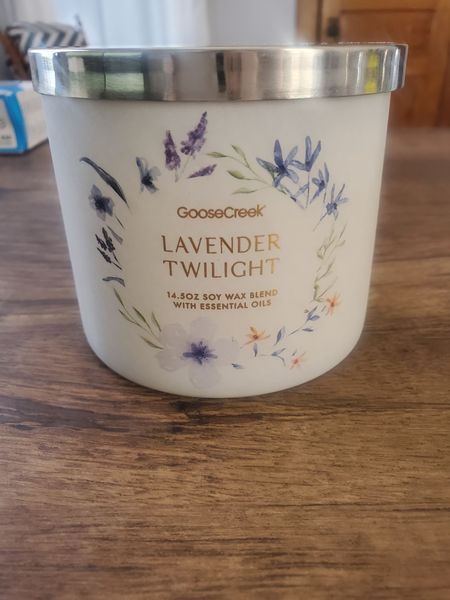 GooseCreek
LAVENDER
TWILIGHT
14.5OZ SOY WAX BLEND
WITH ESSENTIAL OILS